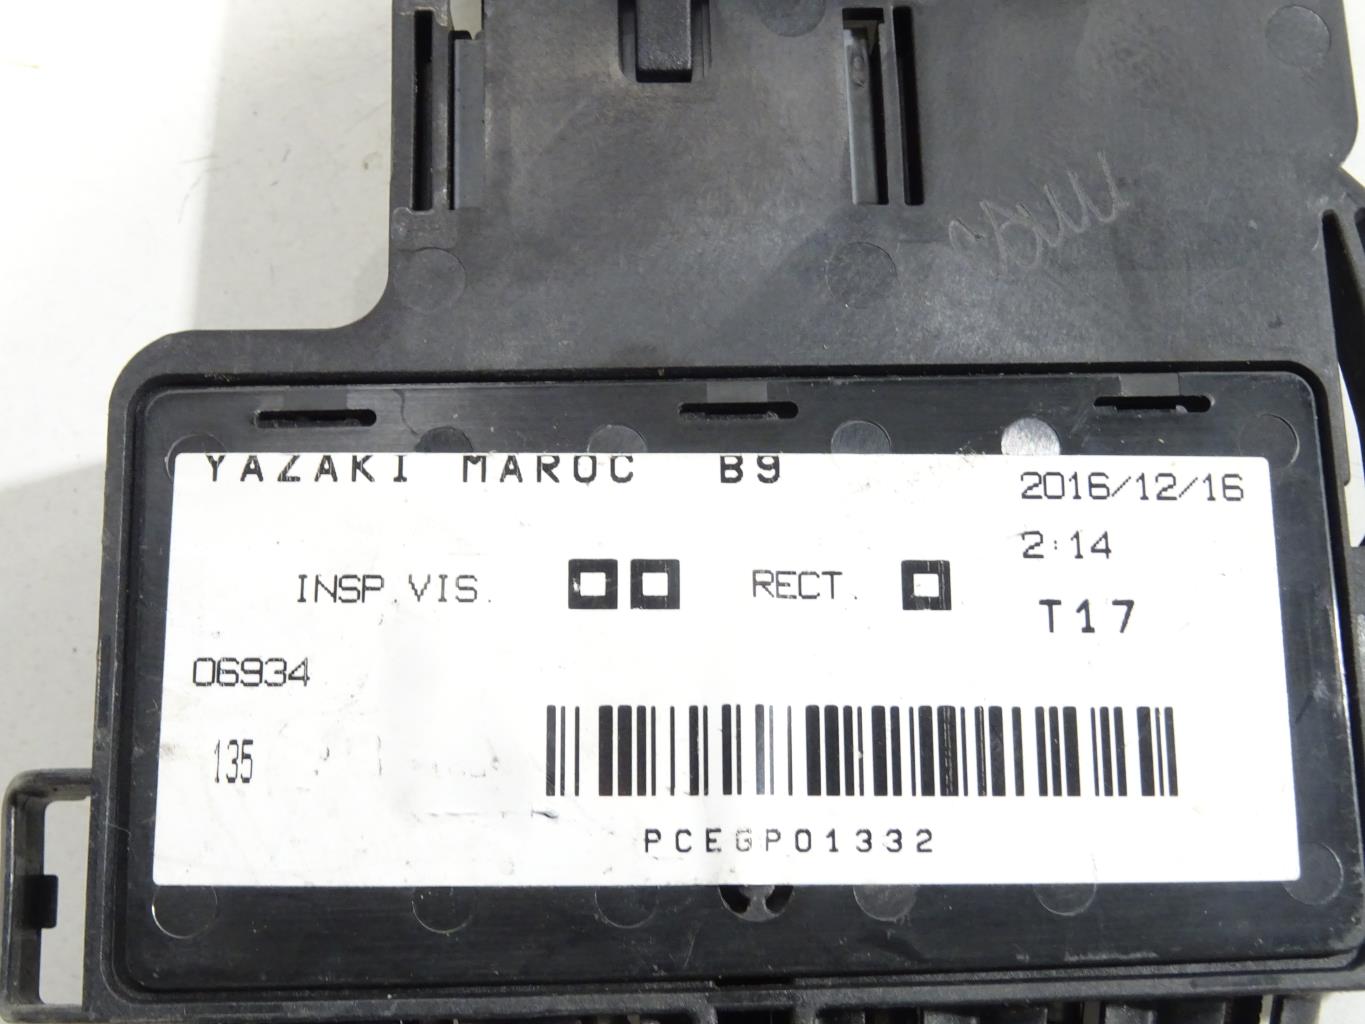 YAZAKI MAROC B9
2016/12/16
2:14
INSP.VIS. RECT.
T17
06934
135
PCEGP01332